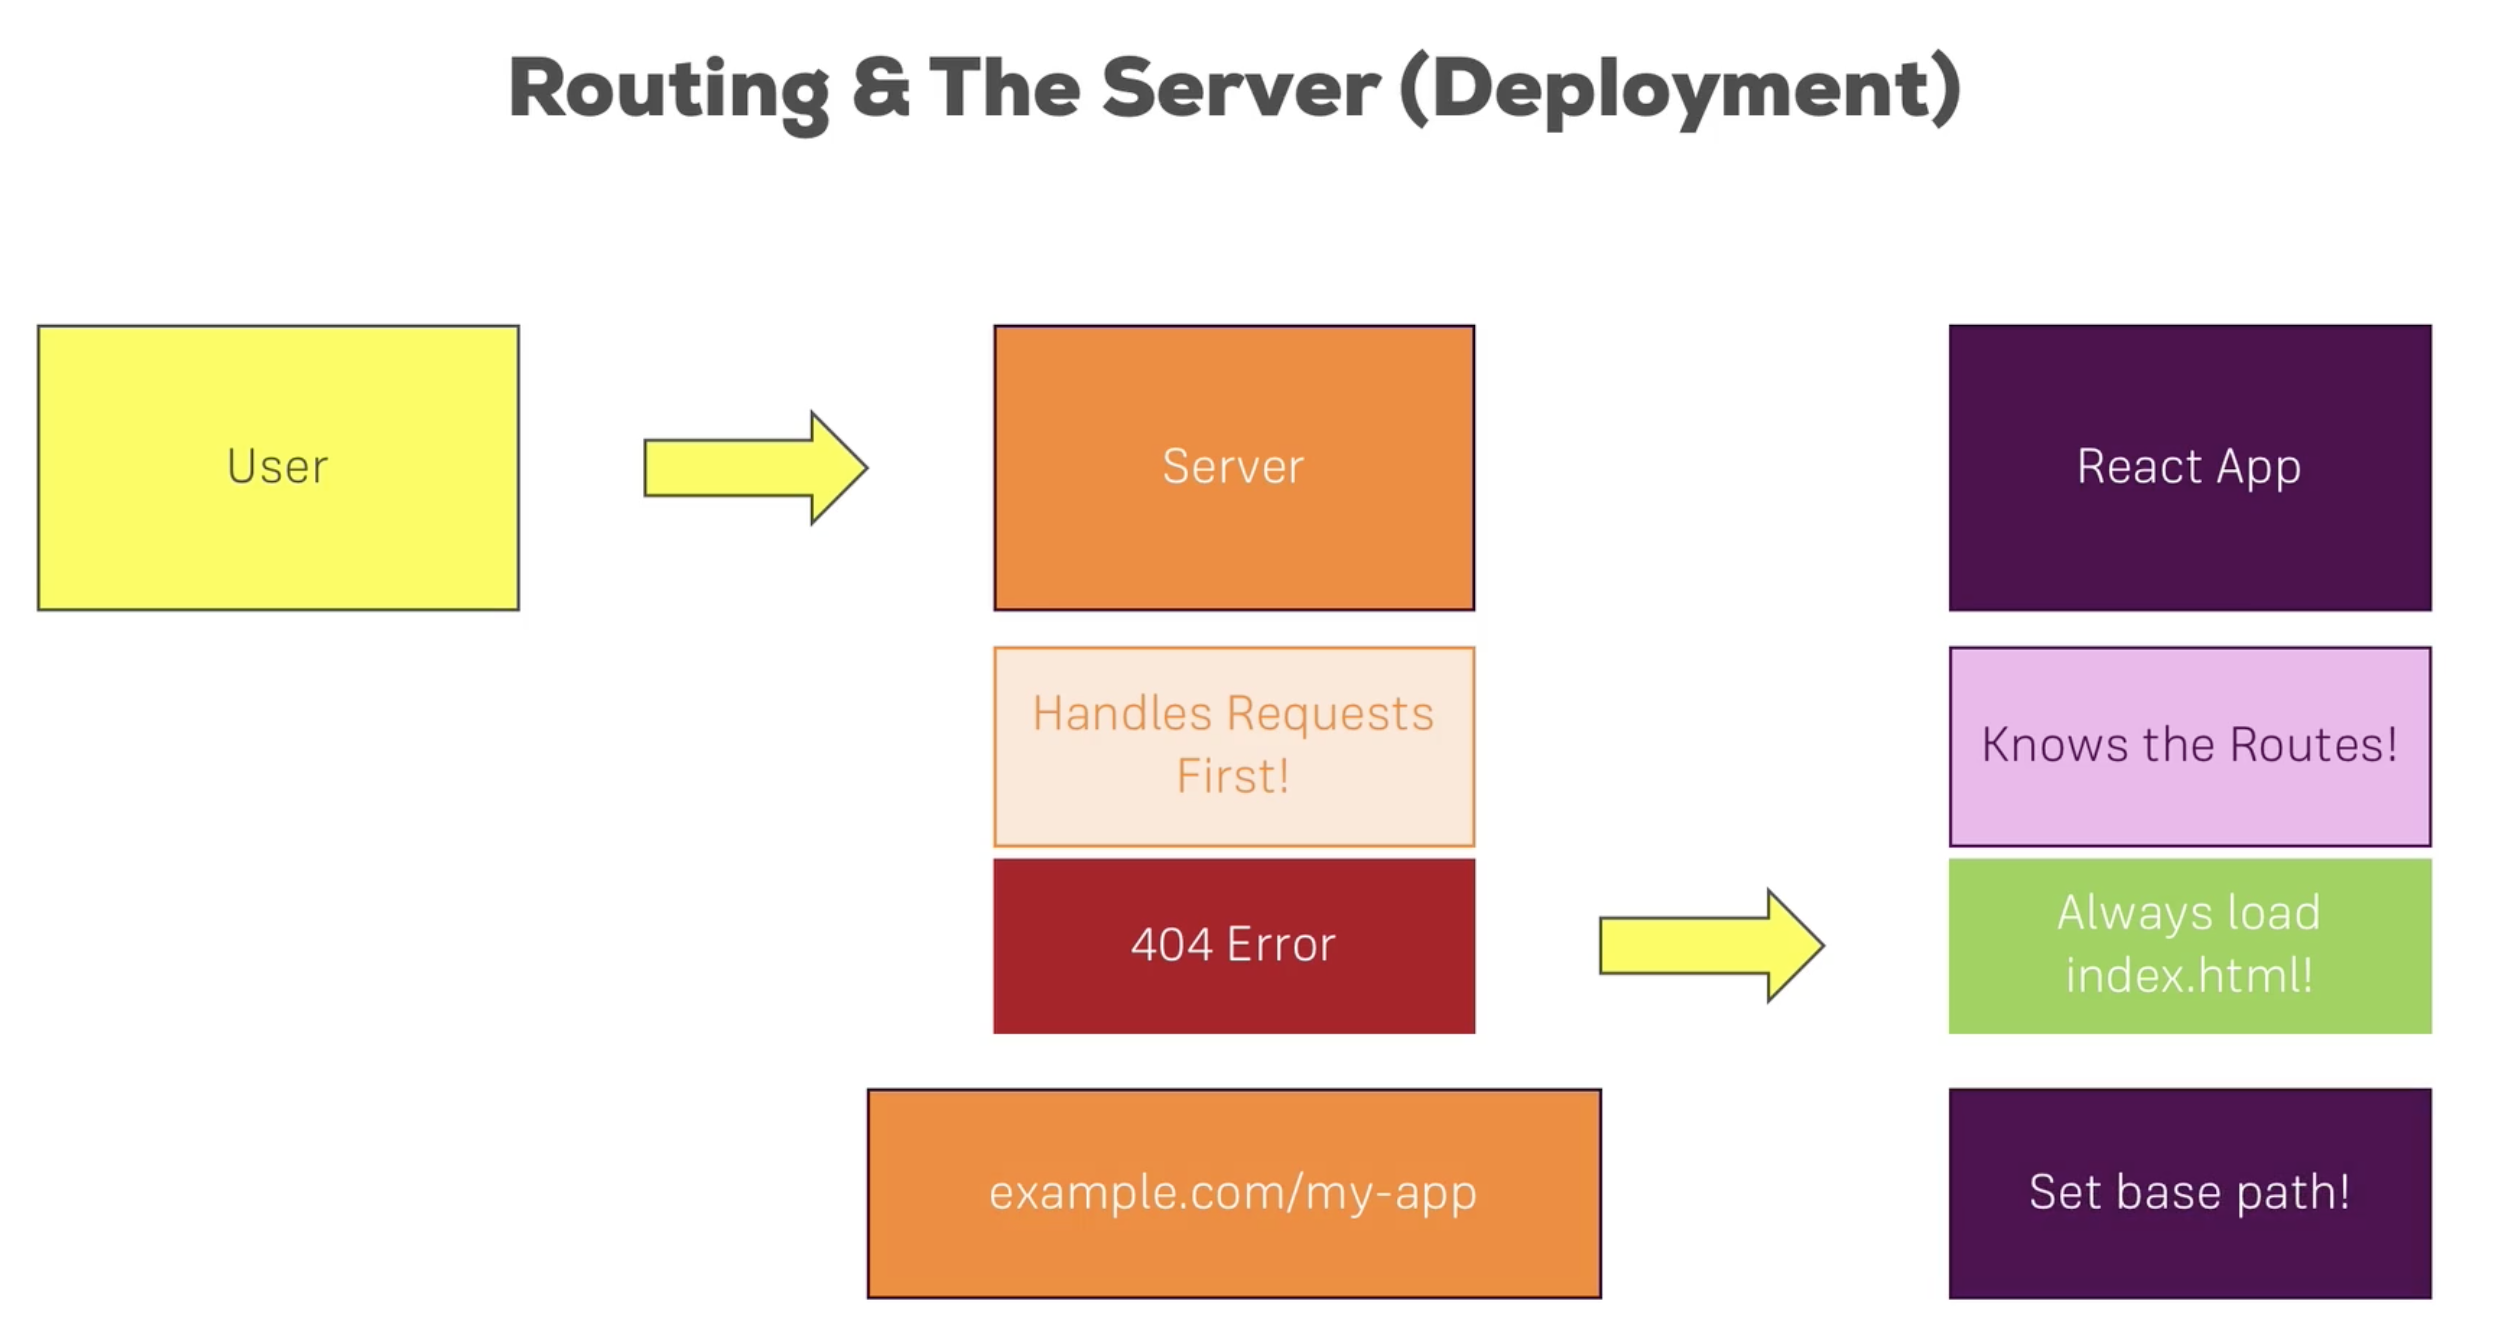 Routing & The Server (Deployment)
User
Server
React App
Handles Requests
First!
Knows the Routes!
404 Error
Always load
index.html!
example.com/my-app
Set base path!